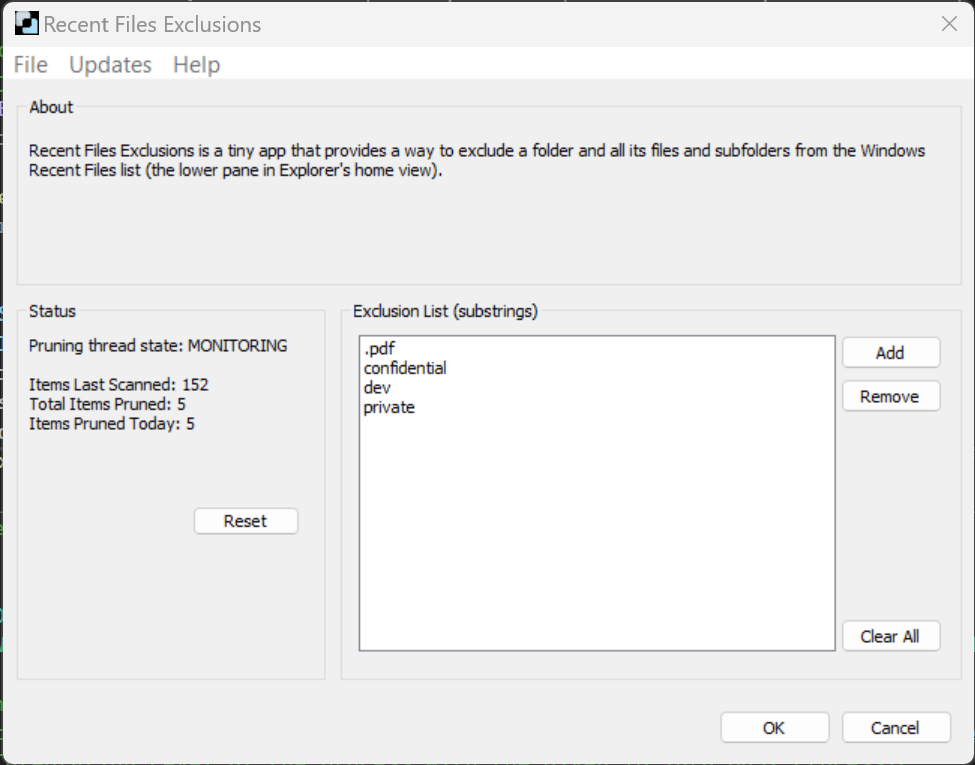 Recent Files Exclusions
File Updates Help
About
Recent Files Exclusions is a tiny app that provides a way to exclude a folder and all its files and subfolders from the Windows
Recent Files list (the lower pane in Explorer's home view).
Status
Pruning thread state: MONITORING
Items Last Scanned: 152
Total Items Pruned: 5
Items Pruned Today: 5
Reset
Exclusion List (substrings)
.pdf
confidential
dev
private
Add
Remove
Clear All
OK Cancel